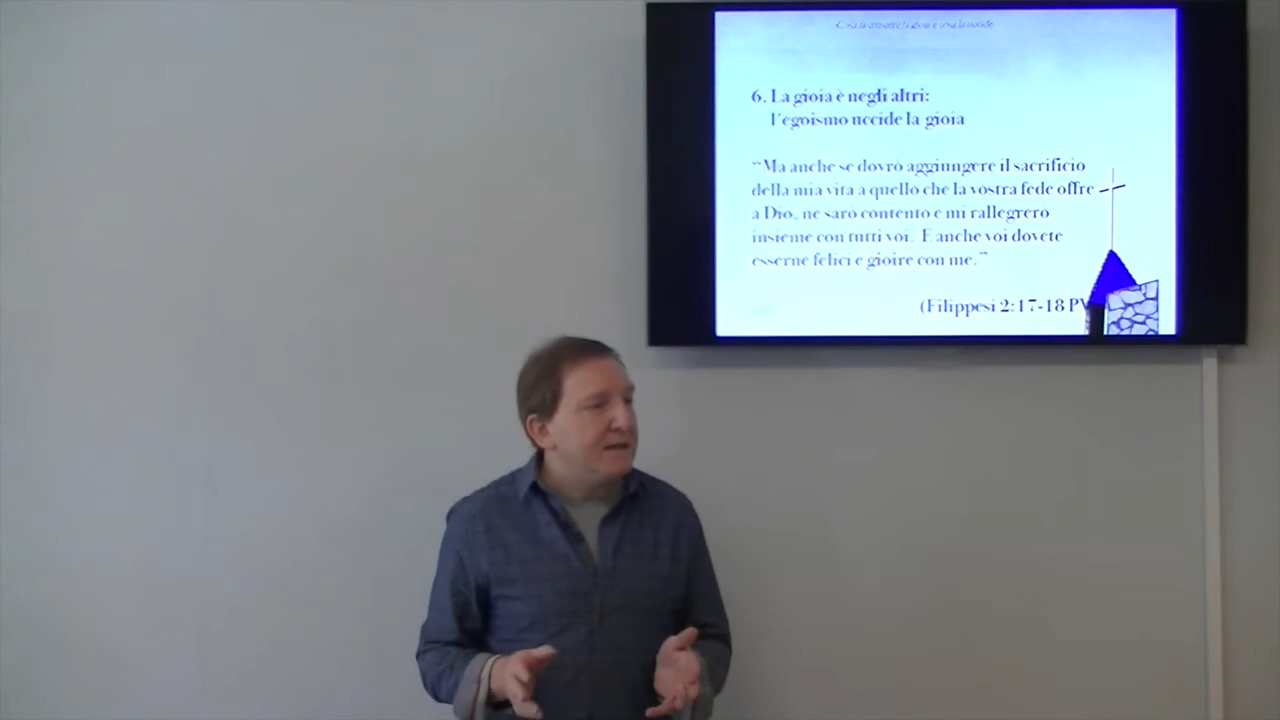 6. La gioia è negli altri:
l'egoismo uccide la gioia
“Ma anche se dovrò aggiungere il sacrificio
della mia vita a quello che la vostra fede offre
a Dio, ne sarò contento e mi rallegrerò
insieme con tutti voi. E anche voi dovete
esserne felici e gioire con me.”
(Filippesi 2:17-18